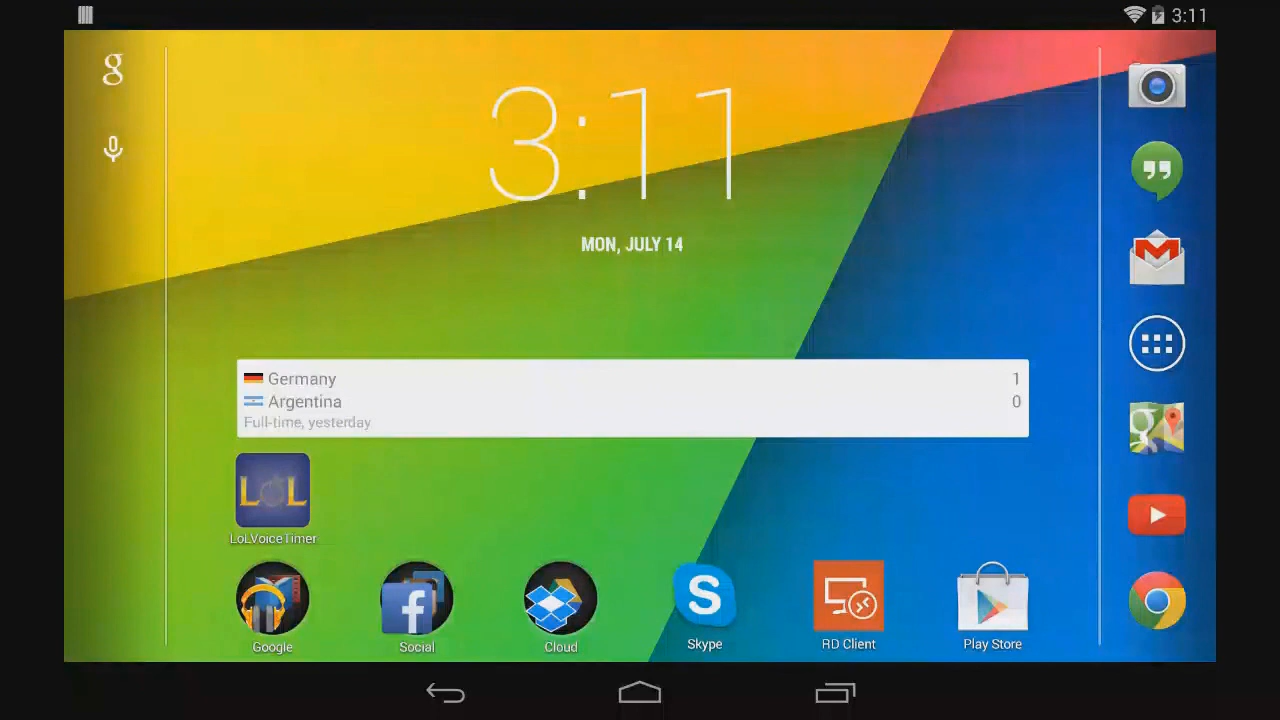 3:11
g
3:11
MON, JULY 14
Germany 1
Argentina 0
Full-time, yesterday
LOL
LoLVoiceTimer
f
S
Google
Social
Cloud
Skype
RD Client
Play Store